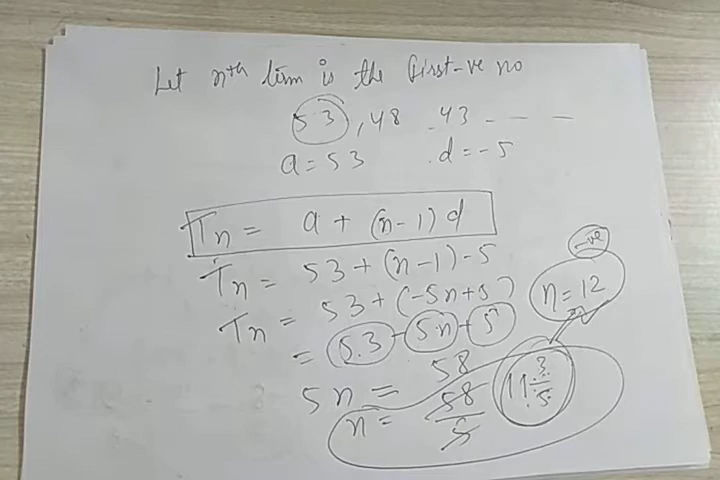 Let nth term is the first -ve no
53, 48 , 43 - - -
a = 53 d = -5
Tn = a + (n-1) d
Tn = 53 + (n-1) -5
Tn = 53 + (-5n+5)
= 53 - 5n + 5
5n = 58
n = 58/5 11 3/5
n = 12
-ve